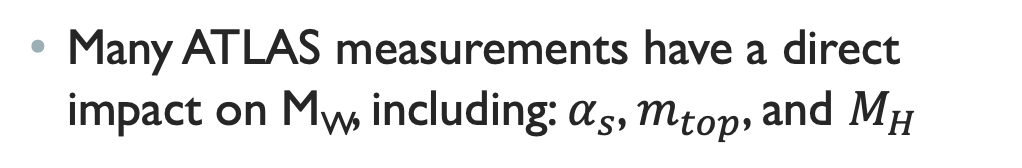 • Many ATLAS measurements have a direct
impact on M_W, including: α_s, m_top, and M_H